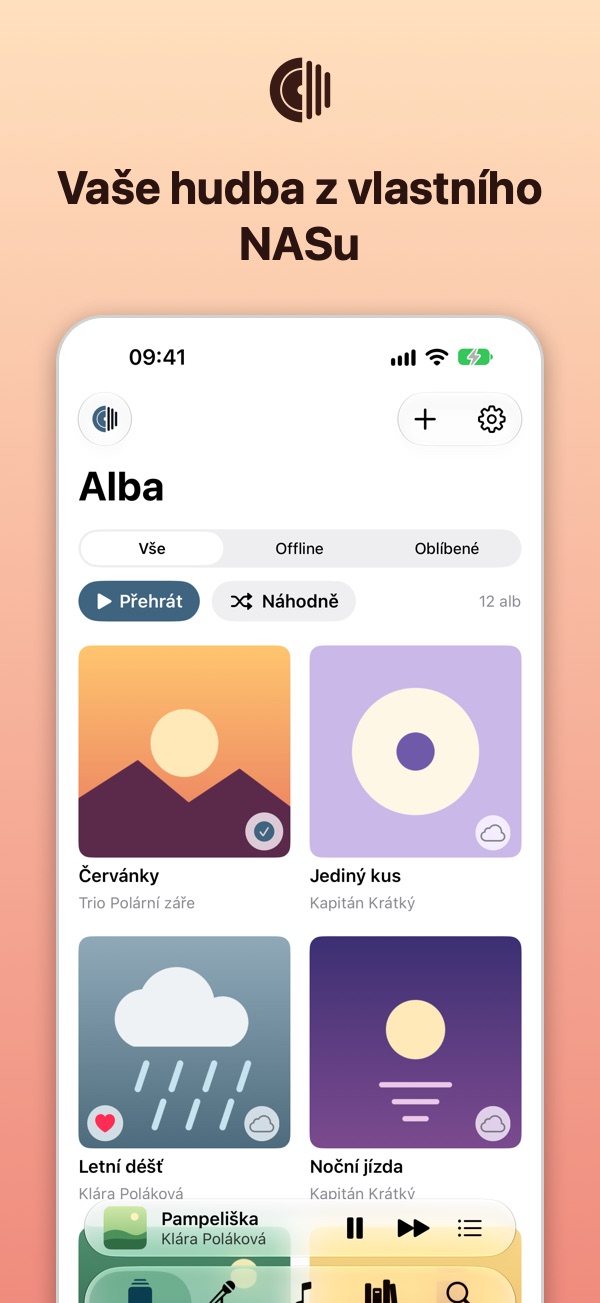 Vaše hudba z vlastního
NASu
09:41
Alba
Vše
Offline
Oblíbené
Přehrát
Náhodně
12 alb
Červánky
Trio Polární záře
Jediný kus
Kapitán Krátký
Letní déšť
Klára Poláková
Noční jízda
Kapitán Krátký
Pampeliška
Klára Poláková